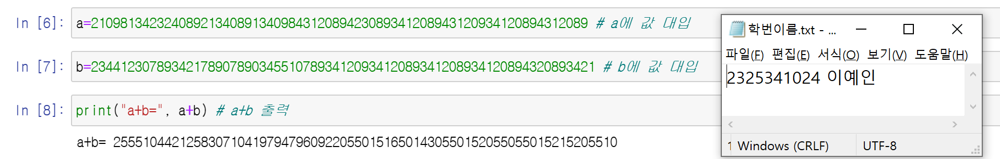 In [6]: a=21098134232408921340891340984312089423089341208943120934120894312089 # a에 값 대입
In [7]: b=234412307893421789078903455107893412093412089341208934120894320893421 # b에 값 대입
In [8]: print("a+b=", a+b) # a+b 출력
a+b= 255510442125830710419794796092205501516501430550152055055015215205510
학번이름.txt - ...
파일(F) 편집(E) 서식(O) 보기(V) 도움말(H)
2325341024 이예인
Windows (CRLF) UTF-8